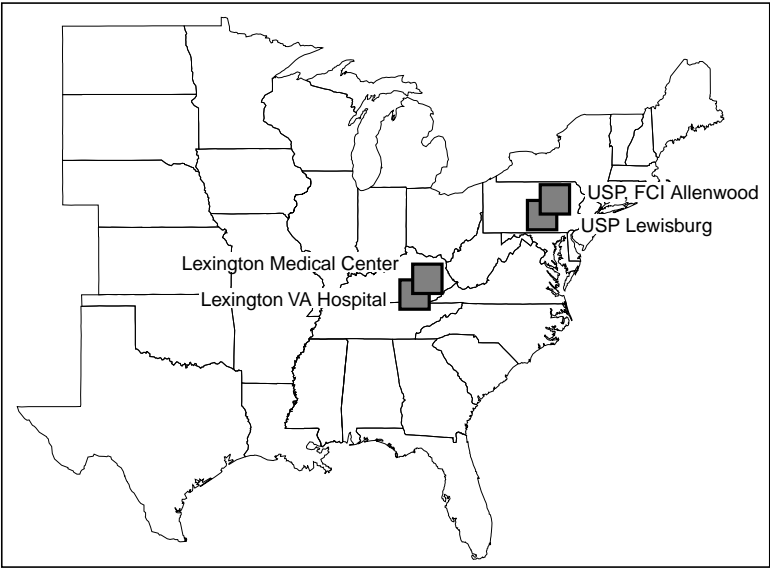 USP, FCI Allenwood
USP Lewisburg
Lexington Medical Center
Lexington VA Hospital